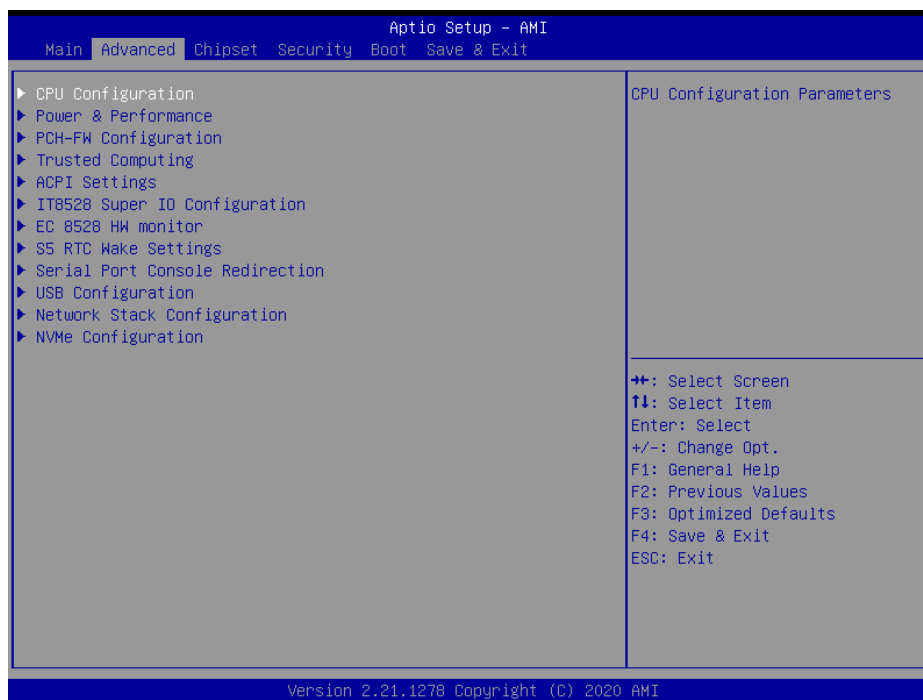 Aptio Setup – AMI
Main Advanced Chipset Security Boot Save & Exit
▶ CPU Configuration
▶ Power & Performance
▶ PCH-FW Configuration
▶ Trusted Computing
▶ ACPI Settings
▶ IT8528 Super IO Configuration
▶ EC 8528 HW monitor
▶ S5 RTC Wake Settings
▶ Serial Port Console Redirection
▶ USB Configuration
▶ Network Stack Configuration
▶ NVMe Configuration
CPU Configuration Parameters
→←: Select Screen
↑↓: Select Item
Enter: Select
+/-: Change Opt.
F1: General Help
F2: Previous Values
F3: Optimized Defaults
F4: Save & Exit
ESC: Exit
Version 2.21.1278 Copyright (C) 2020 AMI